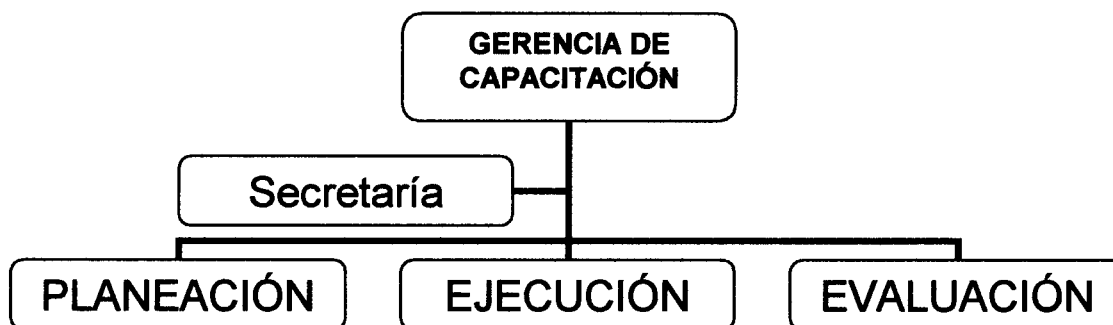 GERENCIA DE
CAPACITACIÓN
Secretaría
PLANEACIÓN
EJECUCIÓN
EVALUACIÓN